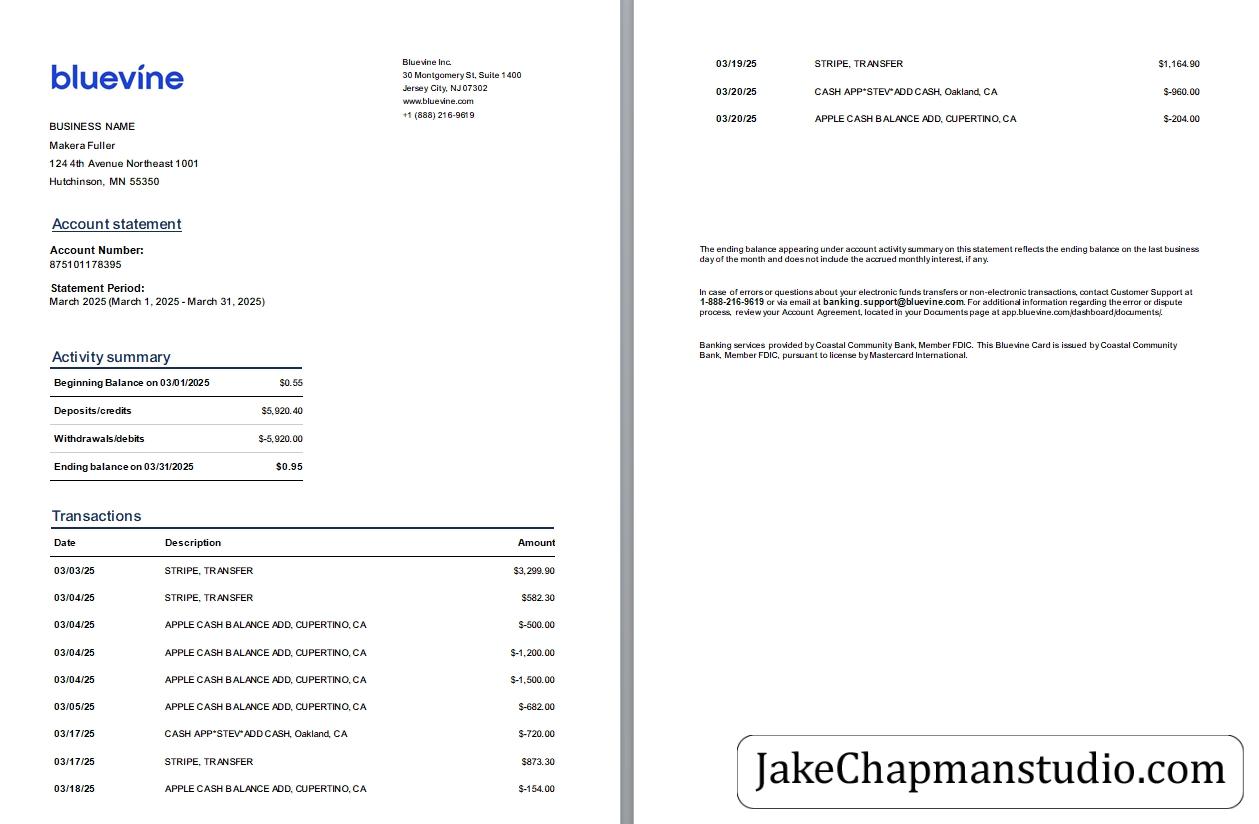 bluevine
Bluevine Inc.
30 Montgomery St, Suite 1400
Jersey City, NJ 07302
www.bluevine.com
+1 (888) 216-9619
BUSINESS NAME
Makera Fuller
124 4th Avenue Northeast 1001
Hutchinson, MN 55350
Account statement
Account Number:
875101178395
Statement Period:
March 2025 (March 1, 2025 - March 31, 2025)
Activity summary
Beginning Balance on 03/01/2025 $0.55
Deposits/credits $5,920.40
Withdrawals/debits $-5,920.00
Ending balance on 03/31/2025 $0.95
Transactions
Date Description Amount
03/03/25 STRIPE, TRANSFER $3,299.90
03/04/25 STRIPE, TRANSFER $582.30
03/04/25 APPLE CASH BALANCE ADD, CUPERTINO, CA $-500.00
03/04/25 APPLE CASH BALANCE ADD, CUPERTINO, CA $-1,200.00
03/04/25 APPLE CASH BALANCE ADD, CUPERTINO, CA $-1,500.00
03/05/25 APPLE CASH BALANCE ADD, CUPERTINO, CA $-682.00
03/17/25 CASH APP*STEV*ADD CASH, Oakland, CA $-720.00
03/17/25 STRIPE, TRANSFER $873.30
03/18/25 APPLE CASH BALANCE ADD, CUPERTINO, CA $-154.00
03/19/25 STRIPE, TRANSFER $1,164.90
03/20/25 CASH APP*STEV*ADD CASH, Oakland, CA $-960.00
03/20/25 APPLE CASH BALANCE ADD, CUPERTINO, CA $-204.00
The ending balance appearing under account activity summary on this statement reflects the ending balance on the last business
day of the month and does not include the accrued monthly interest, if any.
In case of errors or questions about your electronic funds transfers or non-electronic transactions, contact Customer Support at
1-888-216-9619 or via email at banking.support@bluevine.com. For additional information regarding the error or dispute
process, review your Account Agreement, located in your Documents page at app.bluevine.com/dashboard/documents/.
Banking services provided by Coastal Community Bank, Member FDIC. This Bluevine Card is issued by Coastal Community
Bank, Member FDIC, pursuant to license by Mastercard International.
JakeChapmanstudio.com